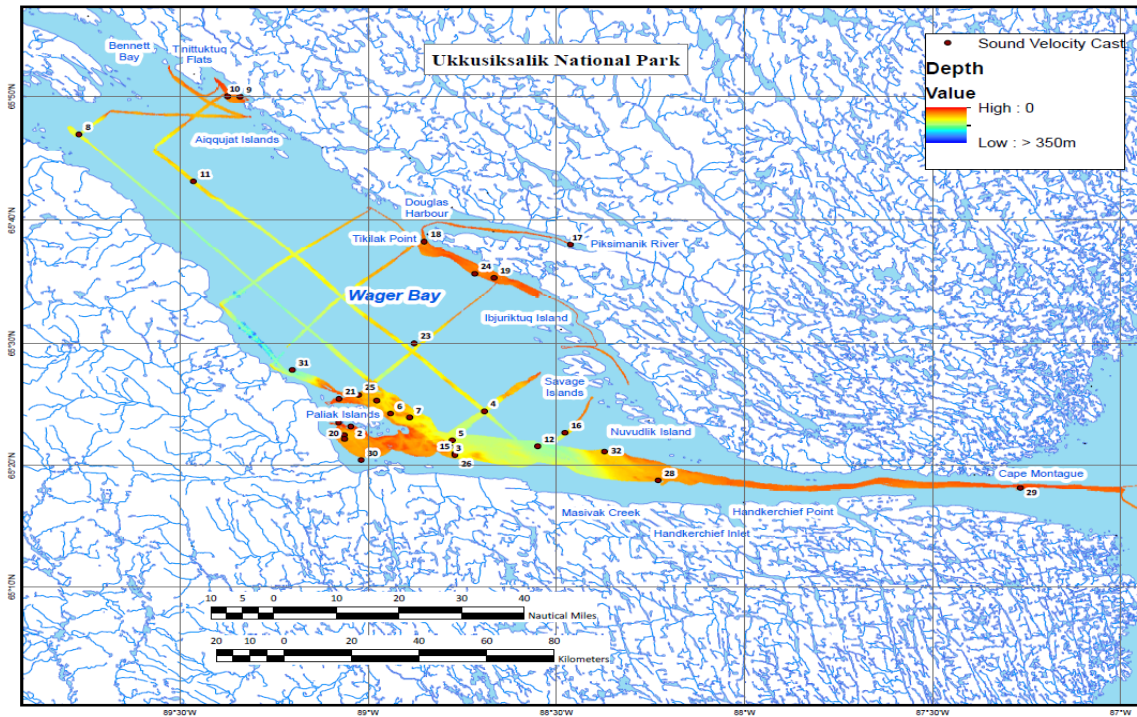 Bennett
Bay
Tinittuktuq
Flats
Ukkusiksalik National Park
Sound Velocity Cast
Depth
Value
High : 0
Low : > 350m
65°50'N
10
9
8
Aiqqujat Islands
11
65°40'N
Douglas
Harbour
Tikilak Point
18
17
Piksimanik River
24
19
Wager Bay
Ibjuriktuq Island
23
31
Savage
Islands
21
25
Paliak Islands
6
7
4
20
2
5
15
3
26
12
16
Nuvudlik Island
32
65°20'N
30
28
Cape Montague
29
Masivak Creek
Handkerchief Point
Handkerchief Inlet
65°10'N
10 5 0 10 20 30 40
Nautical Miles
20 10 0 20 40 60 80
Kilometers
89°30'W
89°W
88°30'W
88°W
87°30'W
87°W